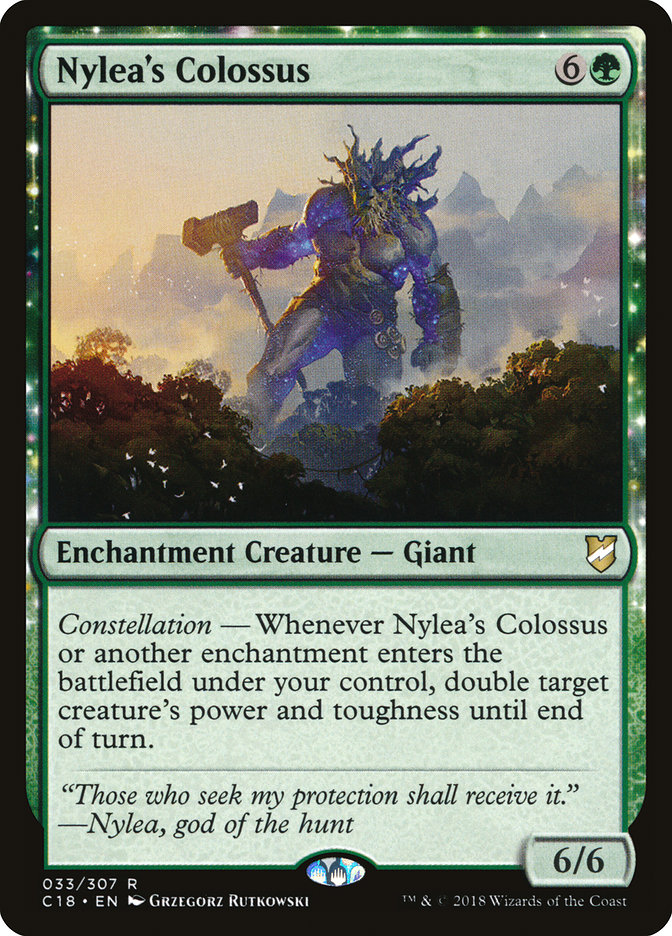 Nylea's Colossus 6
Enchantment Creature — Giant
Constellation — Whenever Nylea's Colossus
or another enchantment enters the
battlefield under your control, double target
creature's power and toughness until end
of turn.
“Those who seek my protection shall receive it.”
—Nylea, god of the hunt
6/6
033/307 R
C18 • EN Grzegorz Rutkowski
™ & © 2018 Wizards of the Coast